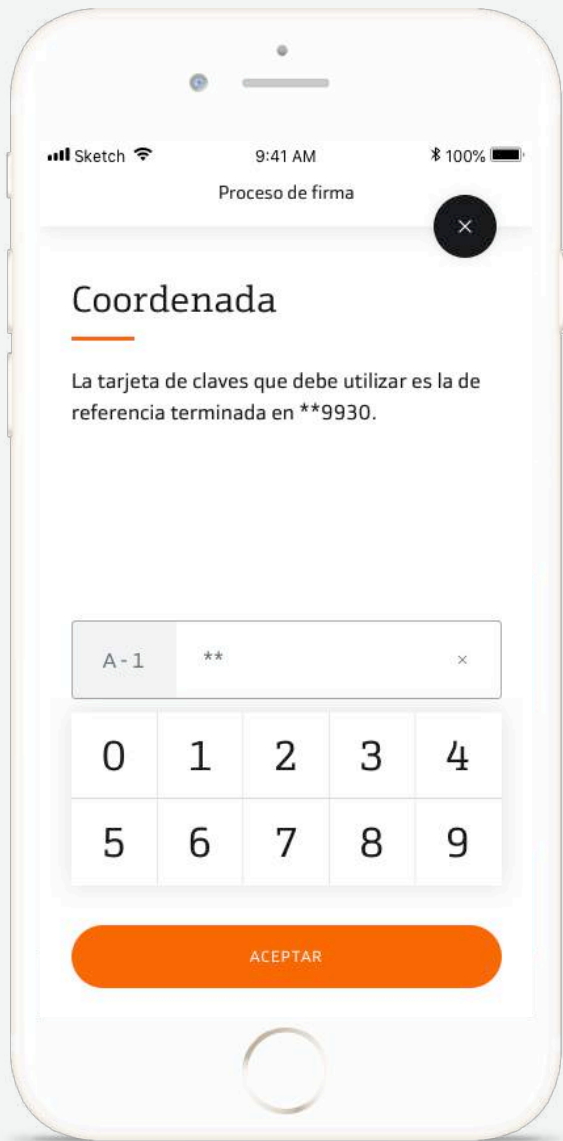 Sketch 9:41 AM 100%
Proceso de firma
Coordenada
La tarjeta de claves que debe utilizar es la de
referencia terminada en **9930.
A - 1 ** ×
0 1 2 3 4
5 6 7 8 9
ACEPTAR